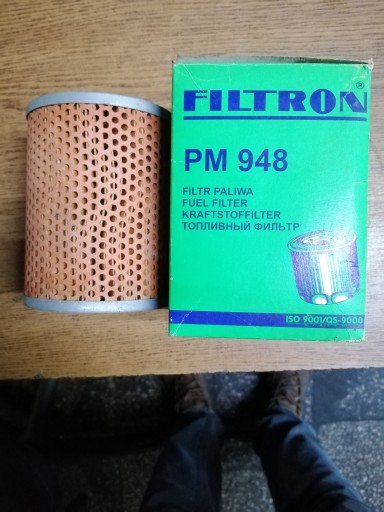 FILTRON®
PM 948
FILTR PALIWA
FUEL FILTER
KRAFTSTOFFILTER
ТОПЛИВНЫЙ ФИЛЬТР
ISO 9001/QS-9000